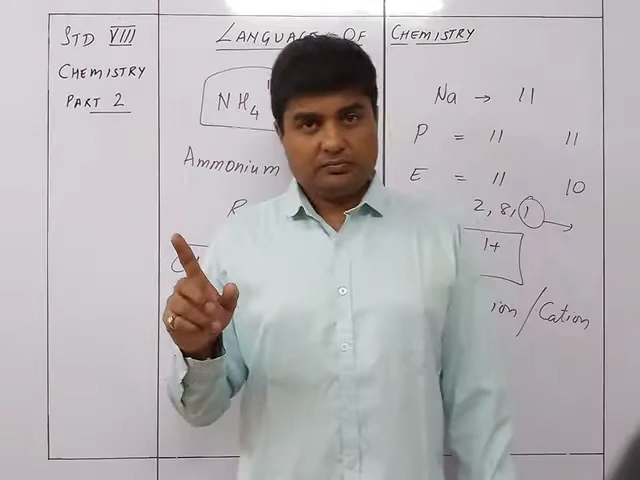 STD VIII
CHEMISTRY
PART 2
LANGUAGE OF CHEMISTRY
NH4
Ammonium
R
Na → 11
P = 11 11
E = 11 10
2, 8, 1 →
1+
ion / Cation